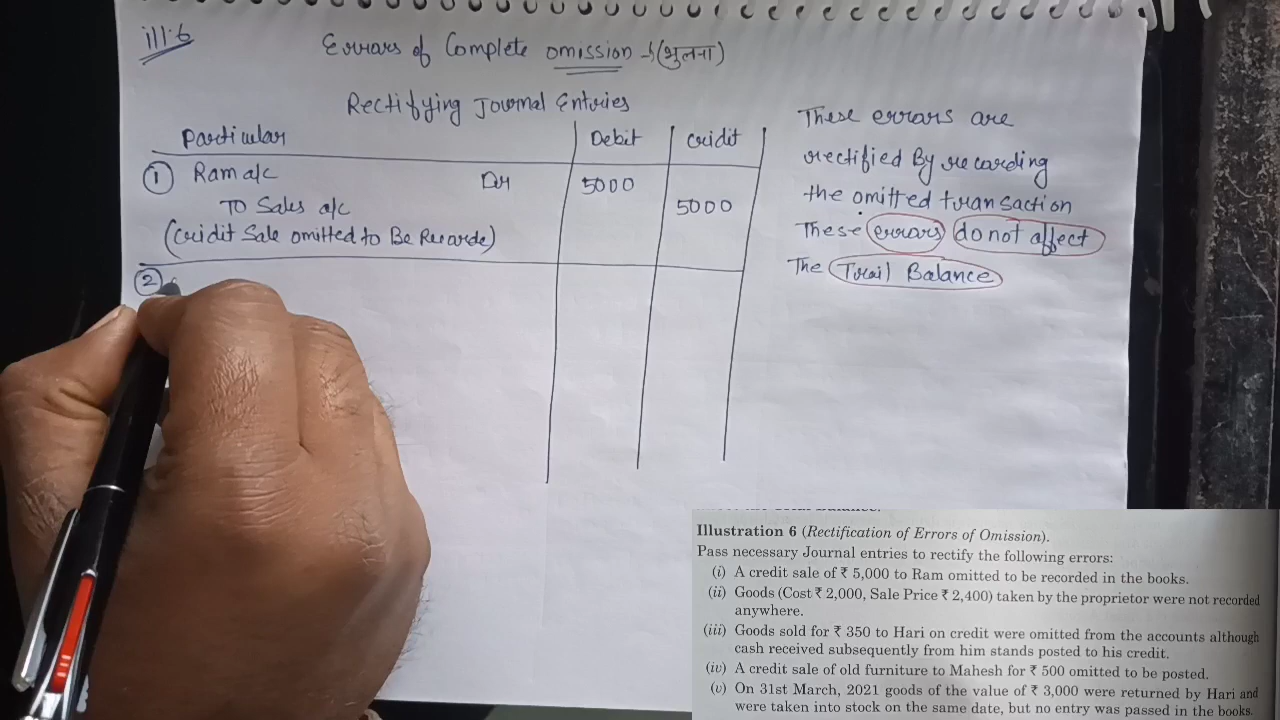 ill:6
Errors of Complete omission → (भुलना)
Rectifying Journal Entries
Particular Debit Cridit
① Ram a/c Dr 5000
To Sales a/c 5000
(Cridit Sale omitted to Be Recorde)
②
These errors are
rectified By recarding
the omitted transaction
These errors do not affect
The Trail Balance
Illustration 6 (Rectification of Errors of Omission).
Pass necessary Journal entries to rectify the following errors:
(i) A credit sale of ₹ 5,000 to Ram omitted to be recorded in the books.
(ii) Goods (Cost ₹ 2,000, Sale Price ₹ 2,400) taken by the proprietor were not recorded
anywhere.
(iii) Goods sold for ₹ 350 to Hari on credit were omitted from the accounts although
cash received subsequently from him stands posted to his credit.
(iv) A credit sale of old furniture to Mahesh for ₹ 500 omitted to be posted.
(v) On 31st March, 2021 goods of the value of ₹ 3,000 were returned by Hari and
were taken into stock on the same date, but no entry was passed in the books.